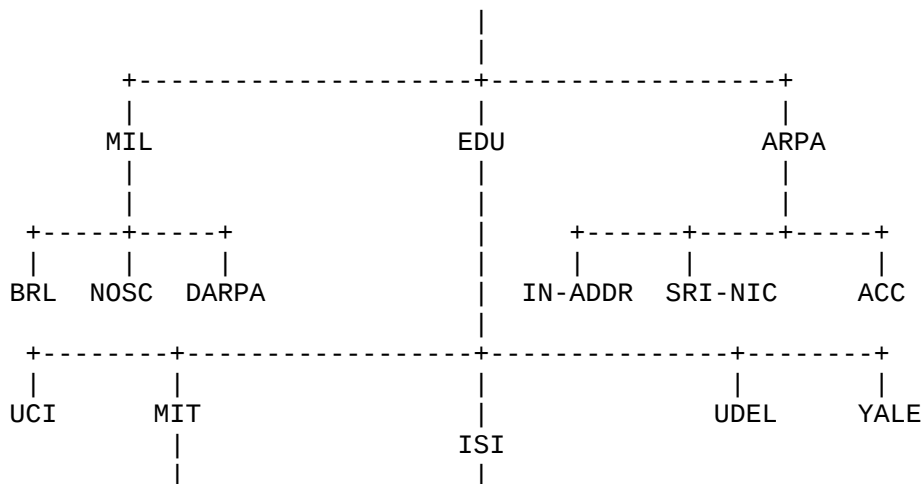 MIL EDU ARPA
BRL NOSC DARPA IN-ADDR SRI-NIC ACC
UCI MIT UDEL YALE
ISI